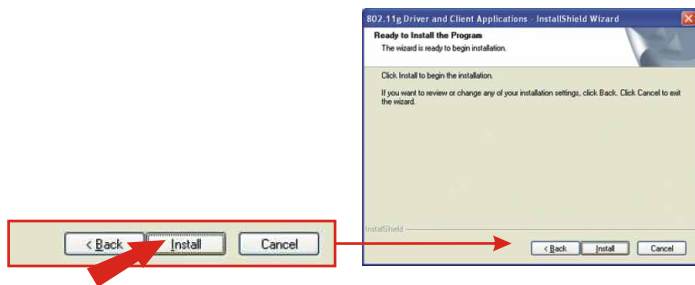 802.11g Driver and Client Applications - InstallShield Wizard
Ready to Install the Program
The wizard is ready to begin installation.
Click Install to begin the installation.
If you want to review or change any of your installation settings, click Back. Click Cancel to exit
the wizard.
InstallShield
< Back Install Cancel
< Back Install Cancel